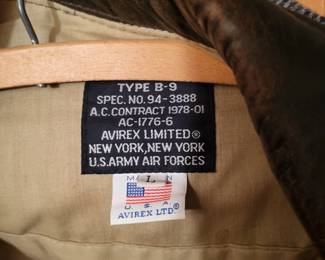 TYPE B-9
SPEC. NO. 94-3888
A.C. CONTRACT 1978-01
AC-1776-6
AVIREX LIMITED®
NEW YORK, NEW YORK
U.S. ARMY AIR FORCES
L
U.S.A.
AVIREX LTD.®